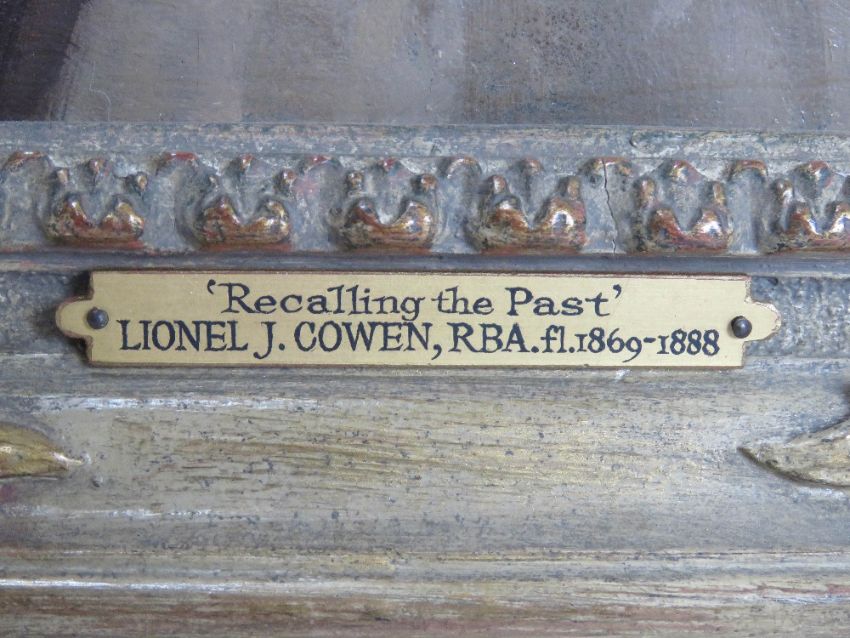 ‘Recalling the Past’
LIONEL J. COWEN, RBA.fl.1869-1888